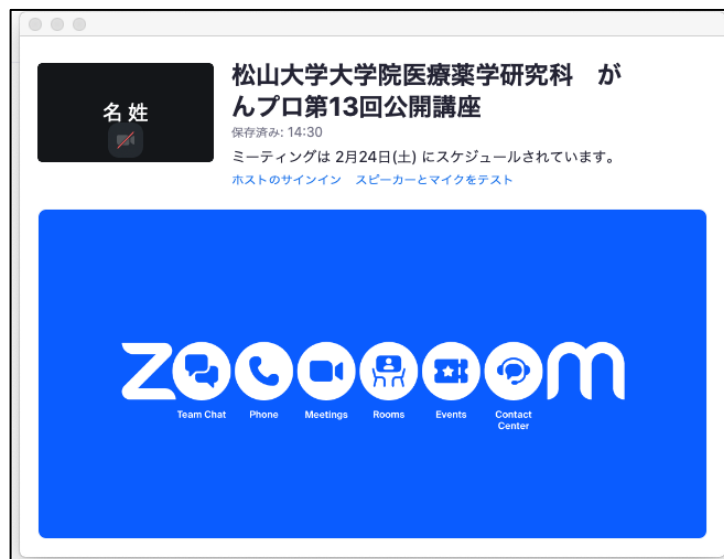 名 姓
松山大学大学院医療薬学研究科　が
んプロ第13回公開講座
保存済み: 14:30
ミーティングは 2月24日(土) にスケジュールされています。
ホストのサインイン　スピーカーとマイクをテスト
zoooooom
Team Chat
Phone
Meetings
Rooms
Events
Contact
Center